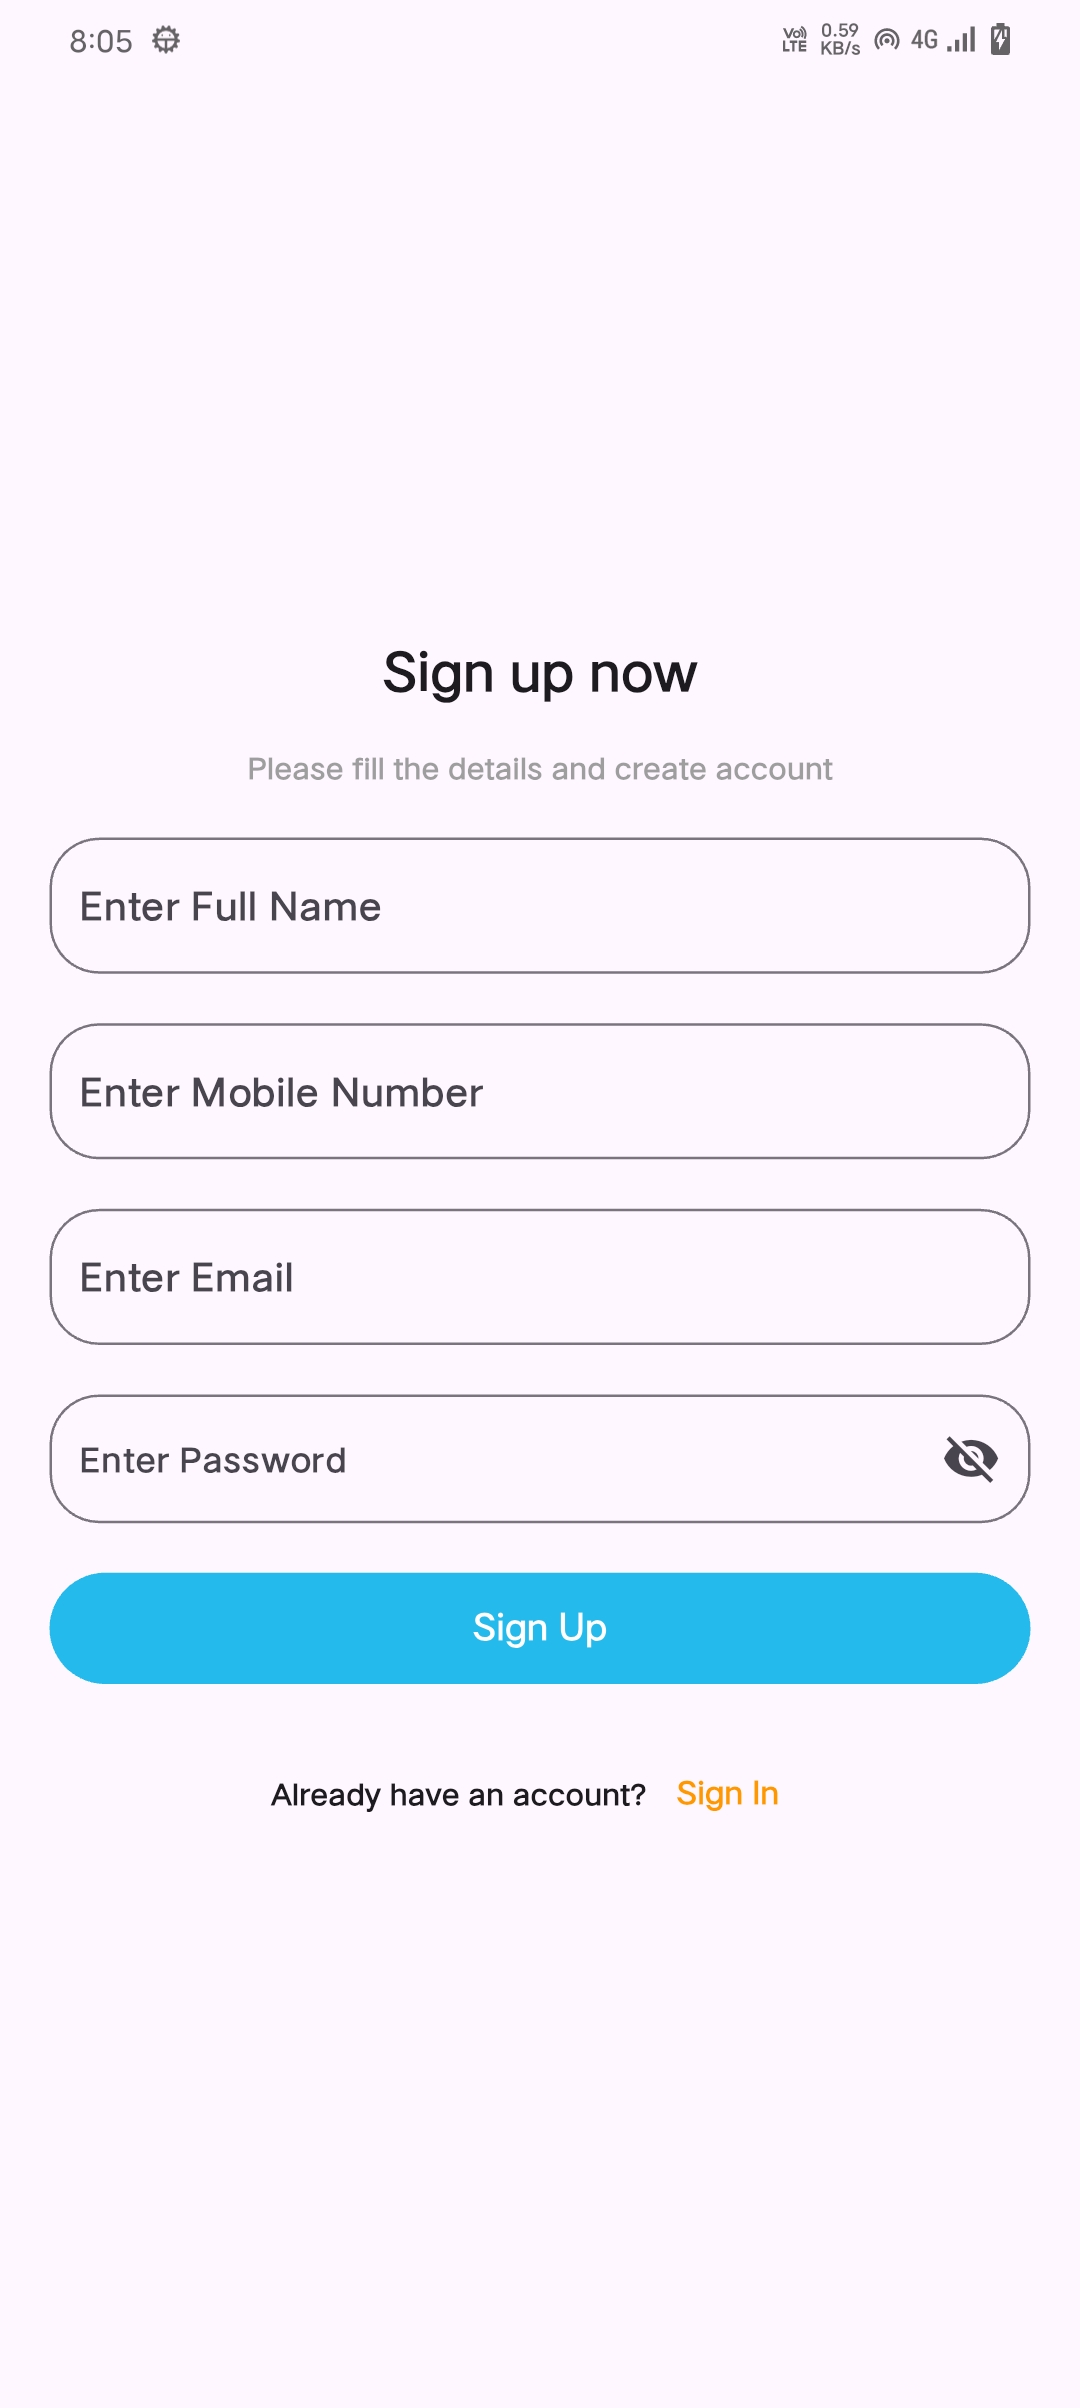 8:05 Vo) LTE 0.59 KB/s 4G
Sign up now
Please fill the details and create account
Enter Full Name
Enter Mobile Number
Enter Email
Enter Password
Sign Up
Already have an account? Sign In